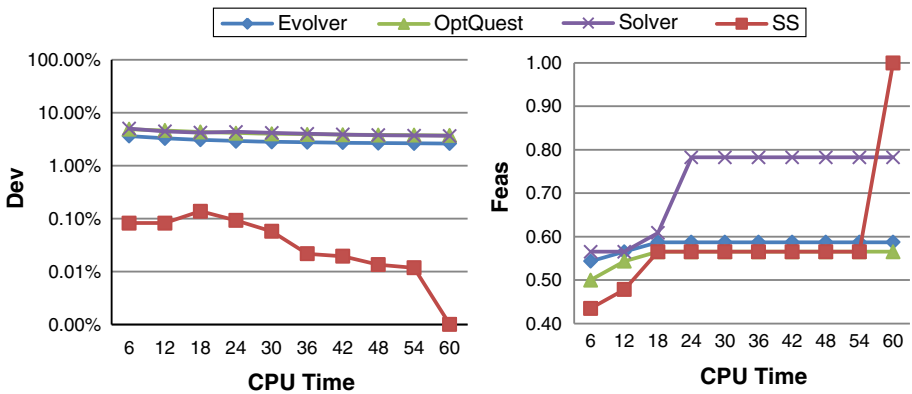 Evolver OptQuest Solver SS
100.00%
10.00%
1.00%
0.10%
0.01%
0.00%
Dev
6 12 18 24 30 36 42 48 54 60
CPU Time
1.00
0.90
0.80
0.70
0.60
0.50
0.40
Feas
6 12 18 24 30 36 42 48 54 60
CPU Time